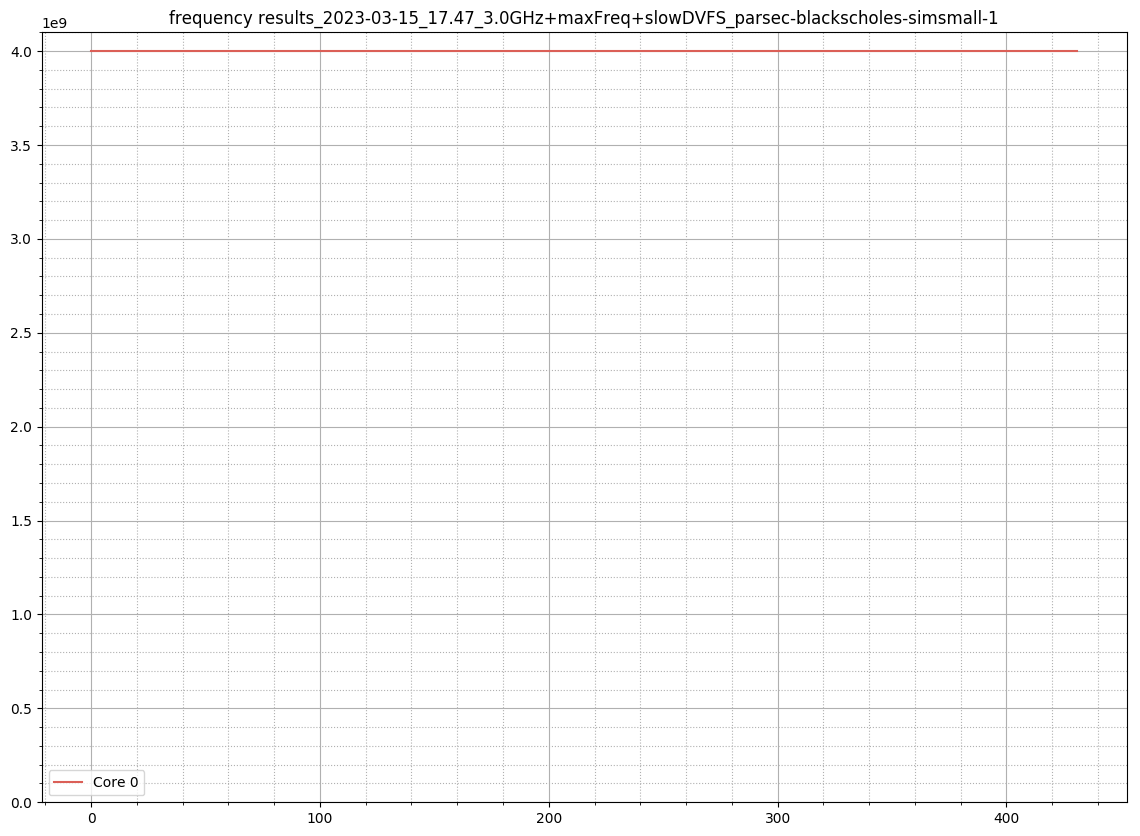 frequency results_2023-03-15_17.47_3.0GHz+maxFreq+slowDVFS_parsec-blackscholes-simsmall-1
1e9
4.0
3.5
3.0
2.5
2.0
1.5
1.0
0.5
0.0
Core 0
0 100 200 300 400